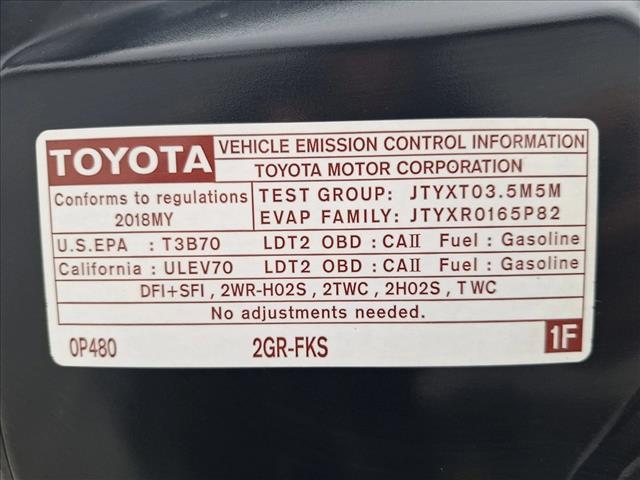 TOYOTA VEHICLE EMISSION CONTROL INFORMATION
TOYOTA MOTOR CORPORATION
Conforms to regulations
2018MY
TEST GROUP: JTYXT03.5M5M
EVAP FAMILY: JTYXR0165P82
U.S.EPA : T3B70 LDT2 OBD : CAII Fuel : Gasoline
California : ULEV70 LDT2 OBD : CAII Fuel : Gasoline
DFI+SFI, 2WR-HO2S, 2TWC, 2HO2S, TWC
No adjustments needed.
0P480 2GR-FKS 1F